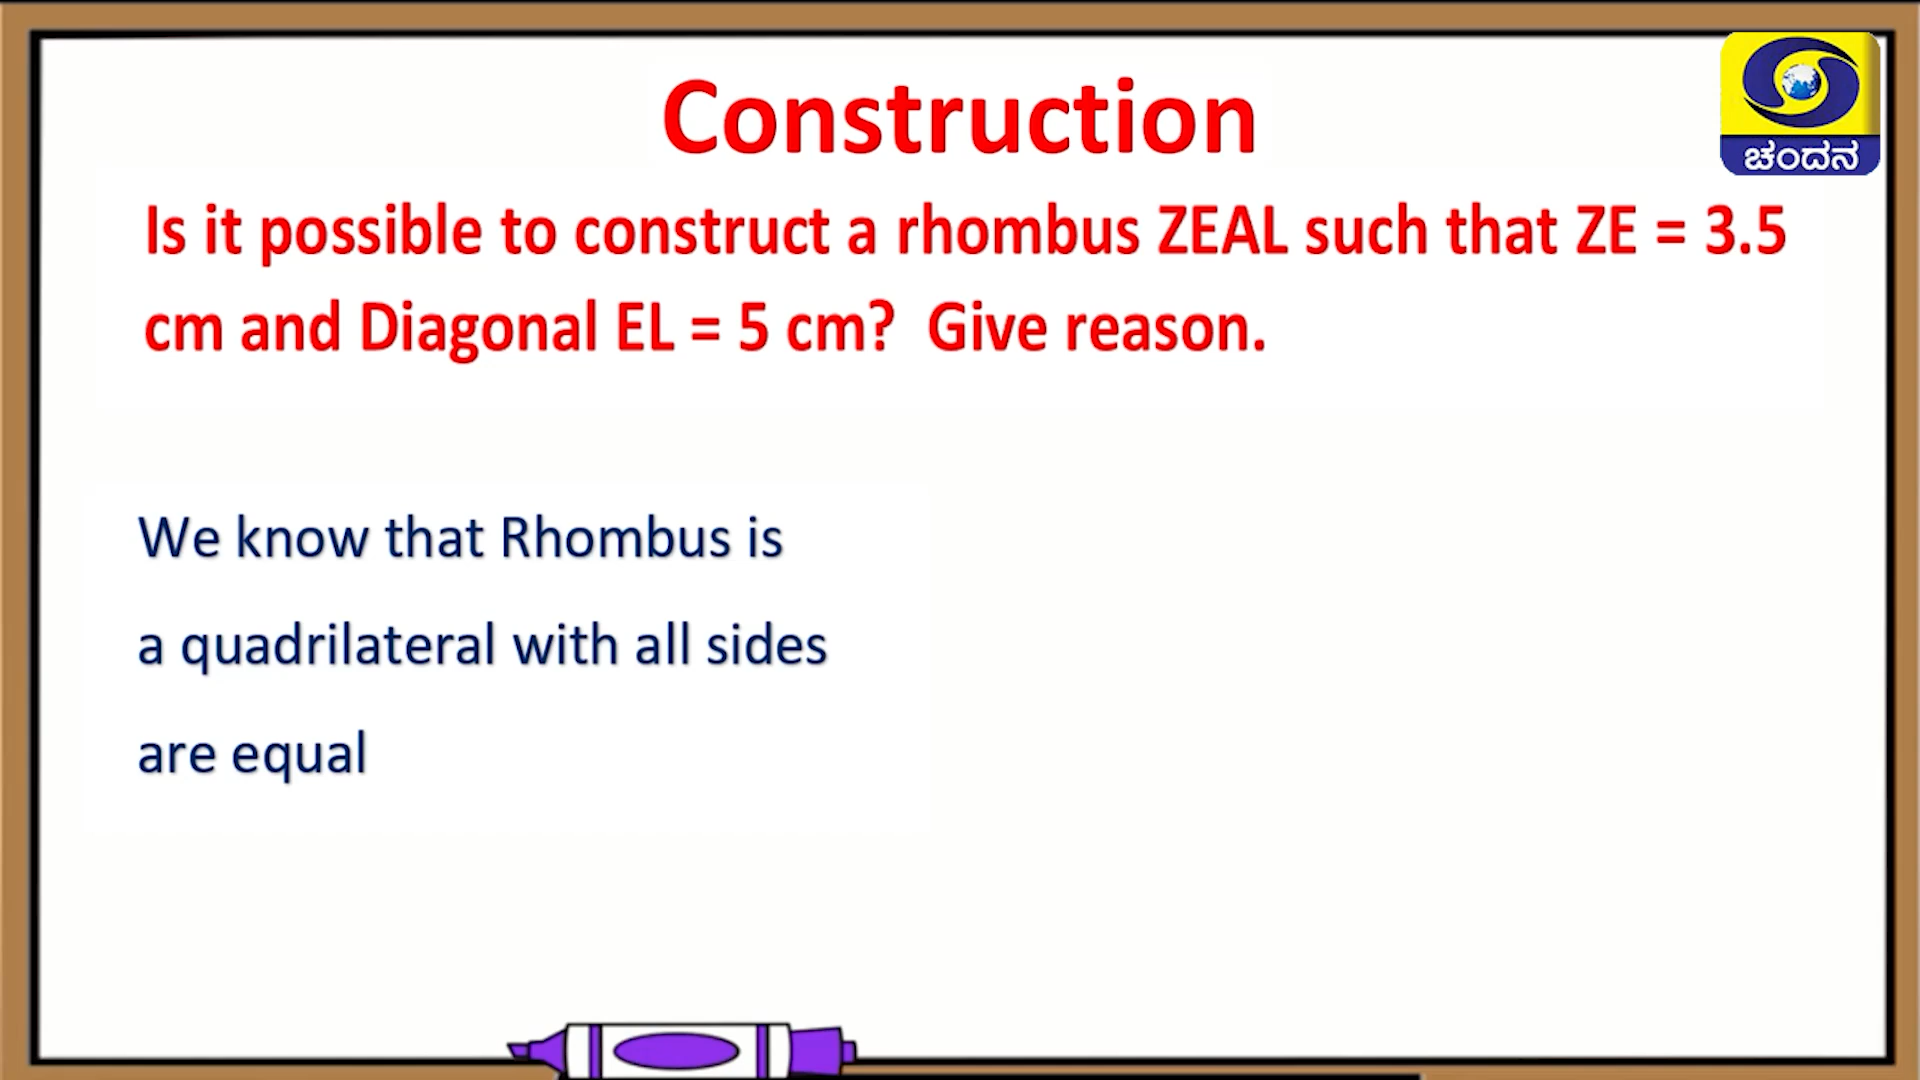 Construction
ಚಂದನ
Is it possible to construct a rhombus ZEAL such that ZE = 3.5
cm and Diagonal EL = 5 cm? Give reason.
We know that Rhombus is
a quadrilateral with all sides
are equal